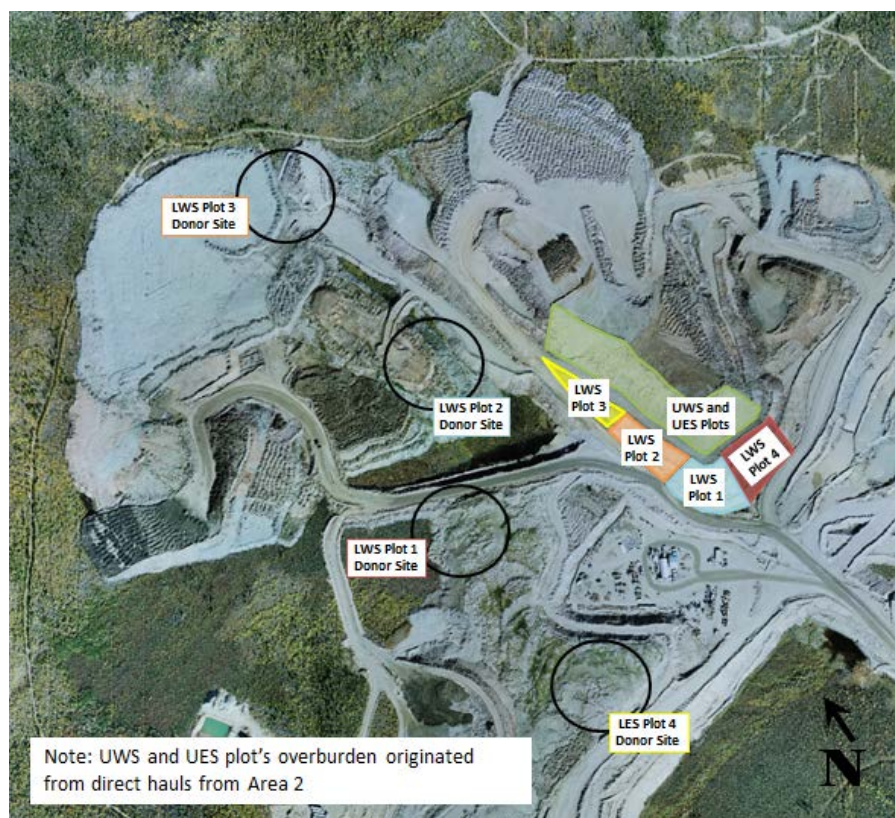 LWS Plot 3
Donor Site
LWS Plot 2
Donor Site
LWS
Plot 3
UWS and
UES Plots
LWS
Plot 2
LWS
Plot 4
LWS
Plot 1
LWS Plot 1
Donor Site
LES Plot 4
Donor Site
N
Note: UWS and UES plot's overburden originated
from direct hauls from Area 2